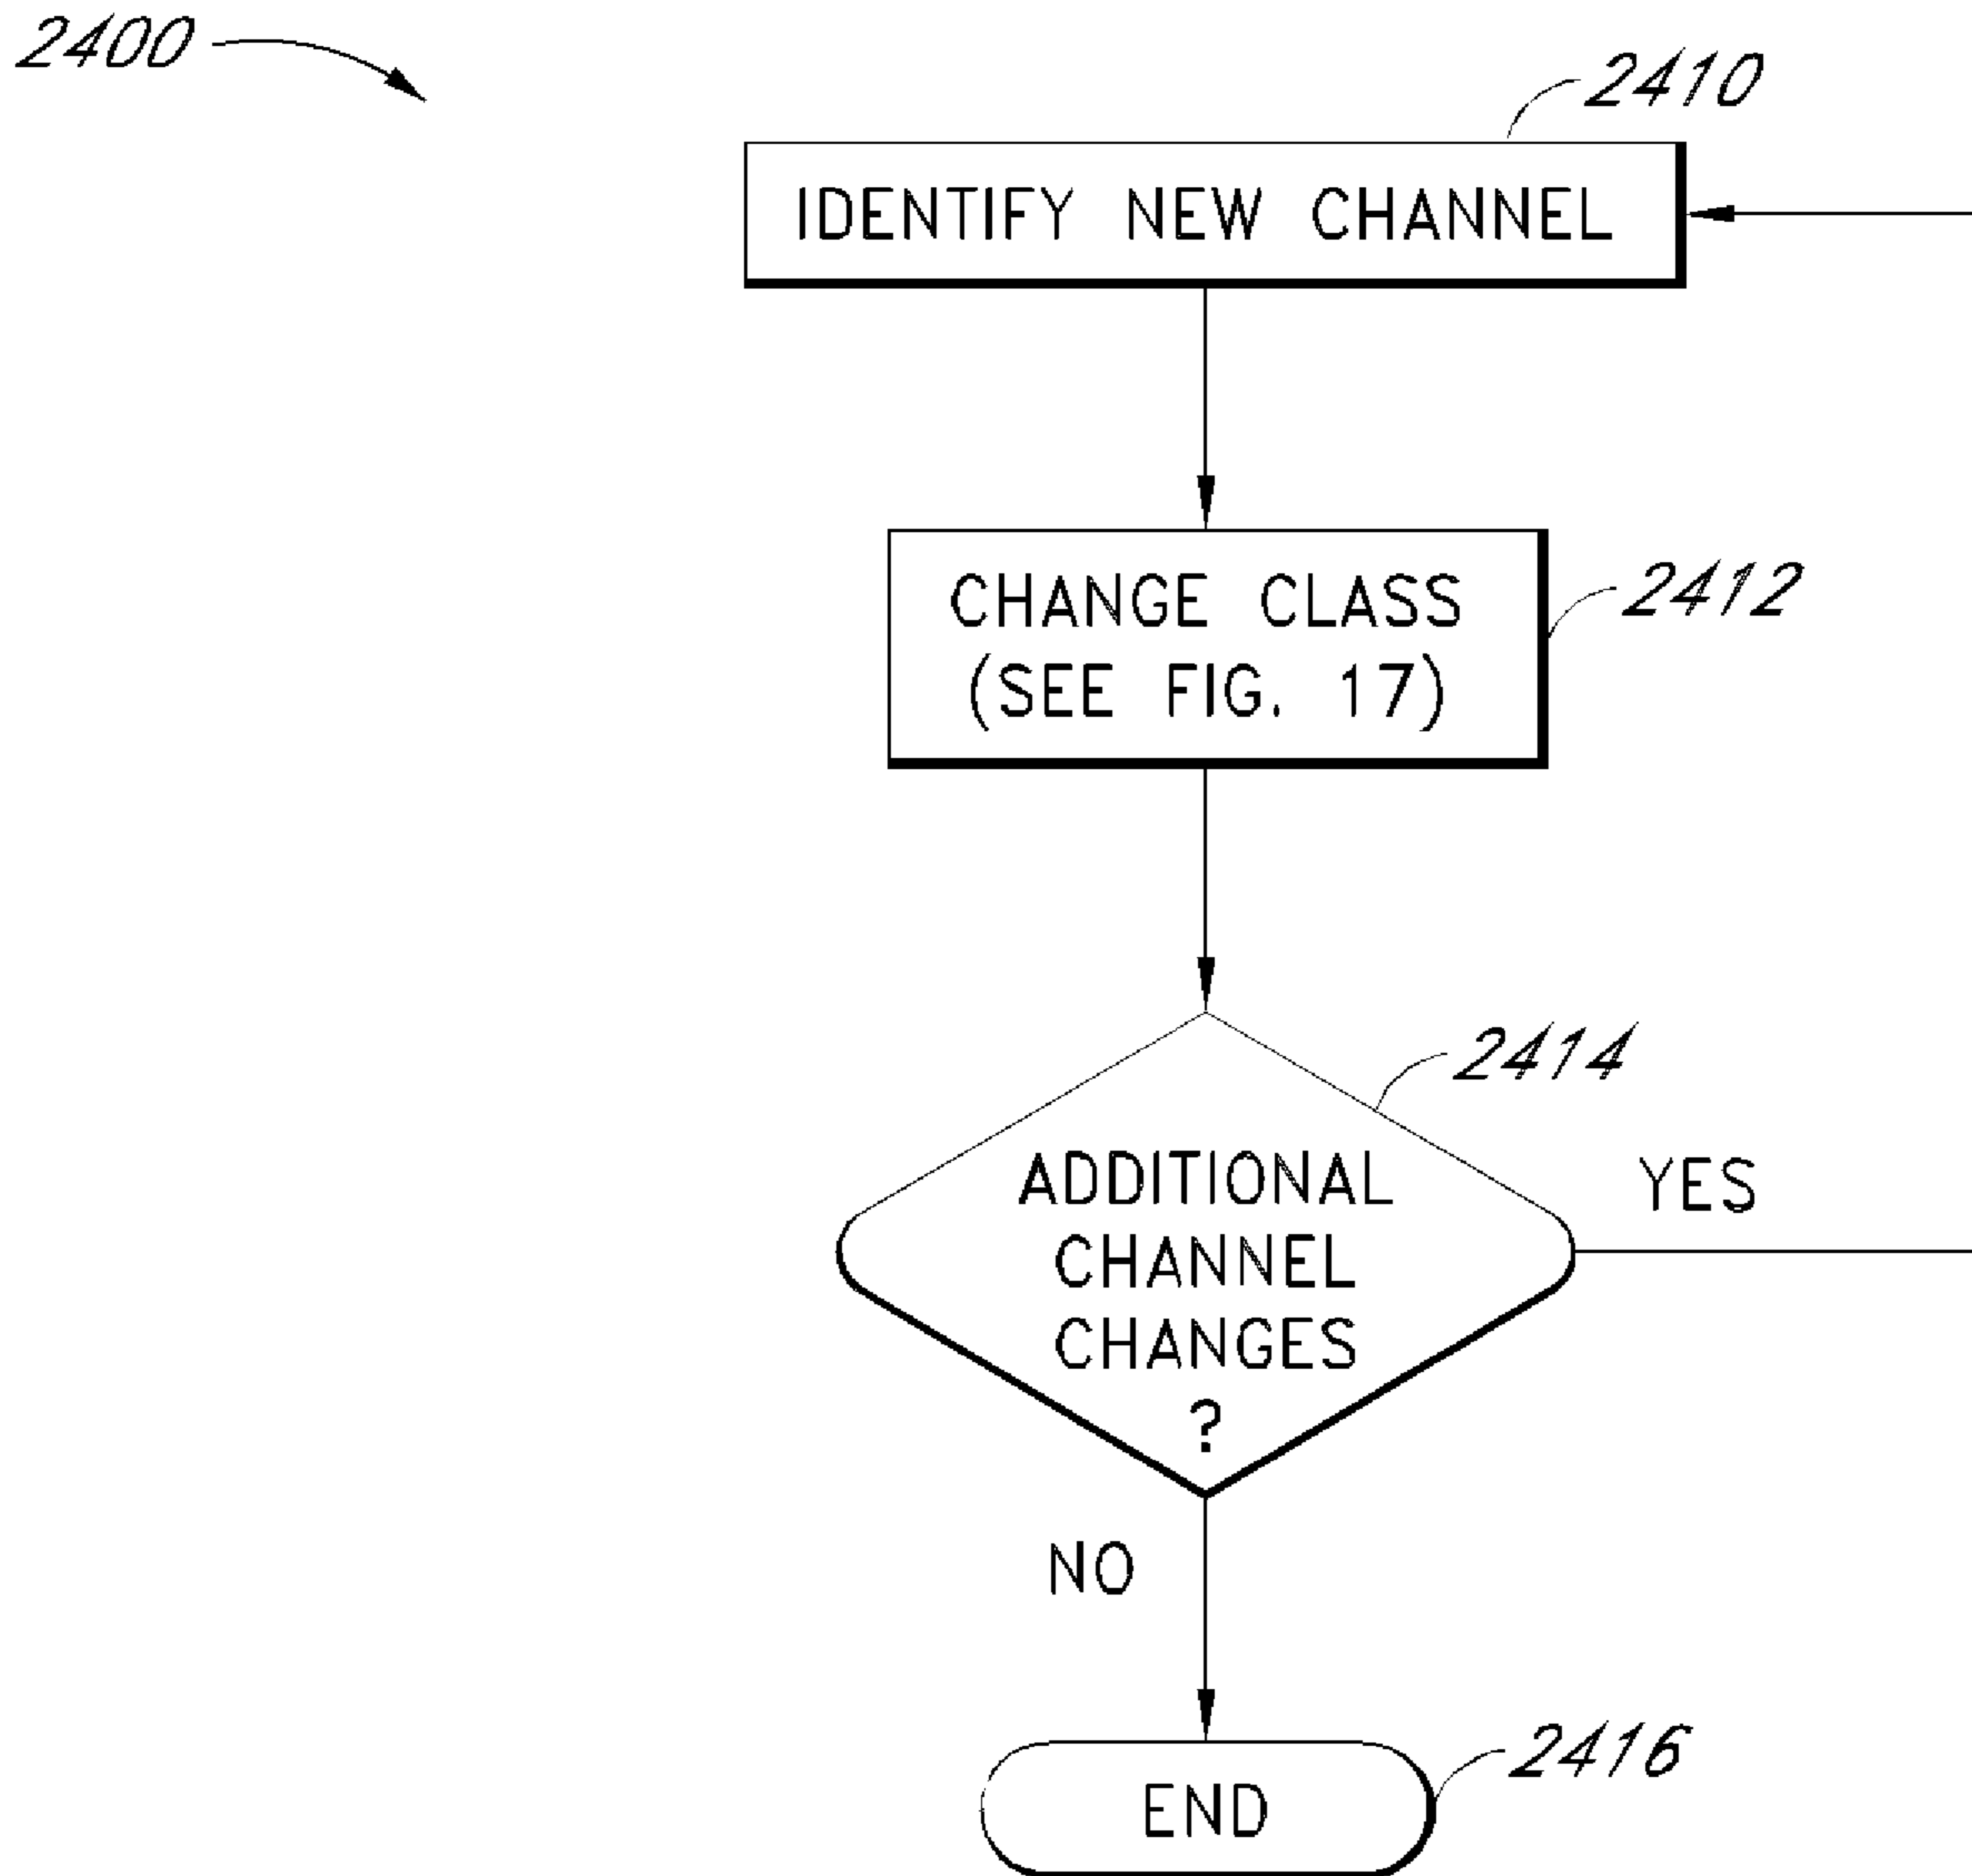 2400
2410
IDENTIFY NEW CHANNEL
CHANGE CLASS
(SEE FIG. 17)
2412
2414
ADDITIONAL
CHANNEL
CHANGES
?
YES
NO
2416
END